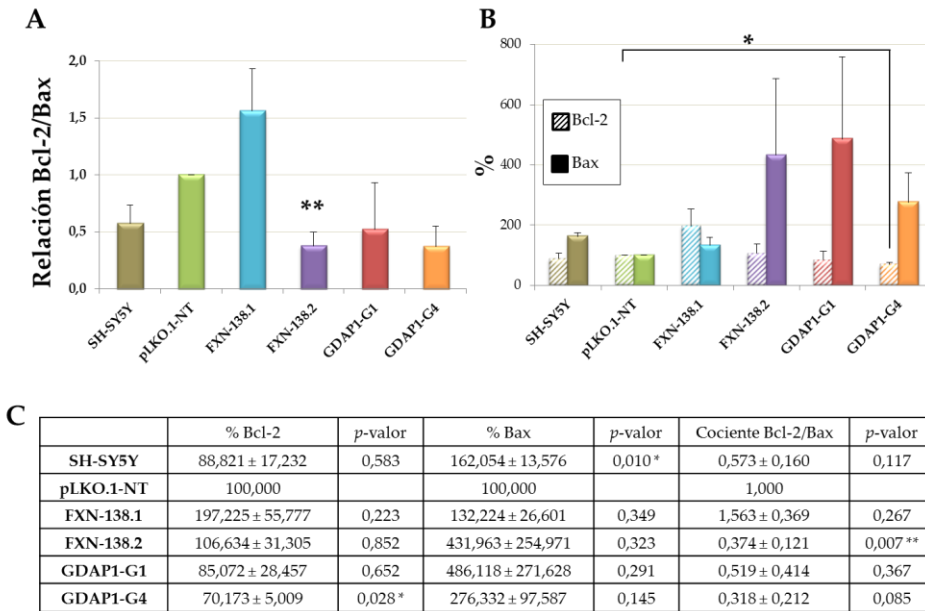 A
Relación Bcl-2/Bax
2,0
1,5
1,0
0,5
0,0
**
SH-SY5Y
pLKO.1-NT
FXN-138.1
FXN-138.2
GDAP1-G1
GDAP1-G4
B
%
800
600
400
200
0
*
Bcl-2
Bax
SH-SY5Y
pLKO.1-NT
FXN-138.1
FXN-138.2
GDAP1-G1
GDAP1-G4
C
% Bcl-2 p-valor % Bax p-valor Cociente Bcl-2/Bax p-valor
SH-SY5Y 88,821 ± 17,232 0,583 162,054 ± 13,576 0,010 * 0,573 ± 0,160 0,117
pLKO.1-NT 100,000 100,000 1,000
FXN-138.1 197,225 ± 55,777 0,223 132,224 ± 26,601 0,349 1,563 ± 0,369 0,267
FXN-138.2 106,634 ± 31,305 0,852 431,963 ± 254,971 0,323 0,374 ± 0,121 0,007 **
GDAP1-G1 85,072 ± 28,457 0,652 486,118 ± 271,628 0,291 0,519 ± 0,414 0,367
GDAP1-G4 70,173 ± 5,009 0,028 * 276,332 ± 97,587 0,145 0,318 ± 0,212 0,085